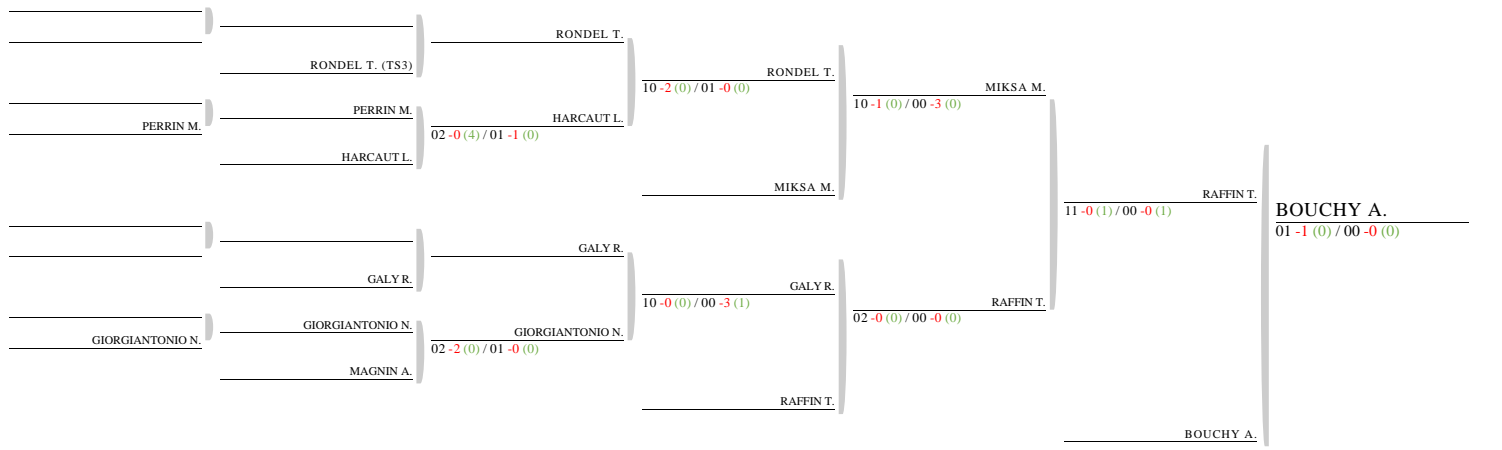 RONDEL T. (TS3)
PERRIN M.
PERRIN M.
HARCAUT L.
GALY R.
GIORGIANTONIO N.
GIORGIANTONIO N.
MAGNIN A.
RONDEL T.
HARCAUT L.
02 -0 (4) / 01 -1 (0)
GALY R.
GIORGIANTONIO N.
02 -2 (0) / 01 -0 (0)
RONDEL T.
10 -2 (0) / 01 -0 (0)
MIKSA M.
GALY R.
10 -0 (0) / 00 -3 (1)
RAFFIN T.
MIKSA M.
10 -1 (0) / 00 -3 (0)
RAFFIN T.
02 -0 (0) / 00 -0 (0)
RAFFIN T.
11 -0 (1) / 00 -0 (1)
BOUCHY A.
BOUCHY A.
01 -1 (0) / 00 -0 (0)